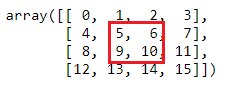 array([[ 0, 1, 2, 3],
[ 4, 5, 6, 7],
[ 8, 9, 10, 11],
[12, 13, 14, 15]])